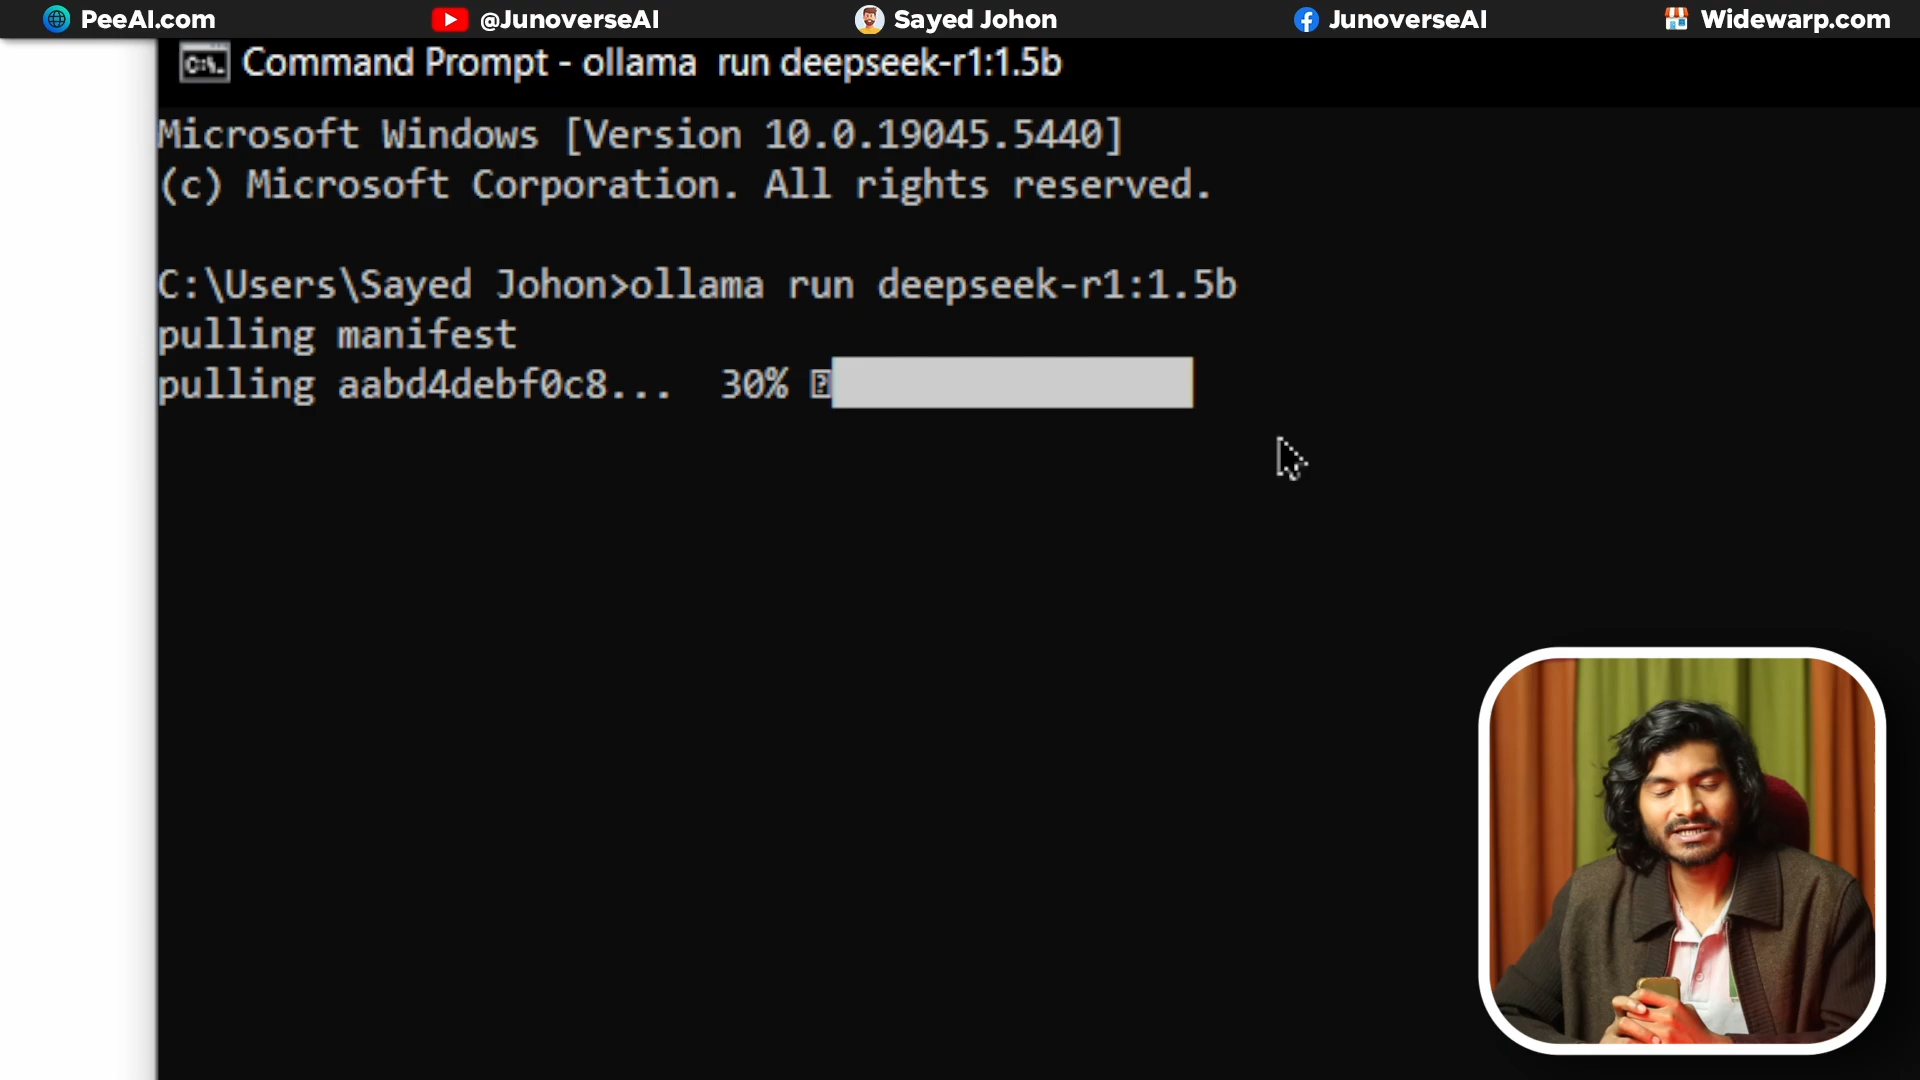 PeeAI.com @JunoverseAI Sayed Johon JunoverseAI Widewarp.com
C:\. Command Prompt - ollama  run deepseek-r1:1.5b
Microsoft Windows [Version 10.0.19045.5440]
(c) Microsoft Corporation. All rights reserved.
C:\Users\Sayed Johon>ollama run deepseek-r1:1.5b
pulling manifest
pulling aabd4debf0c8...  30%